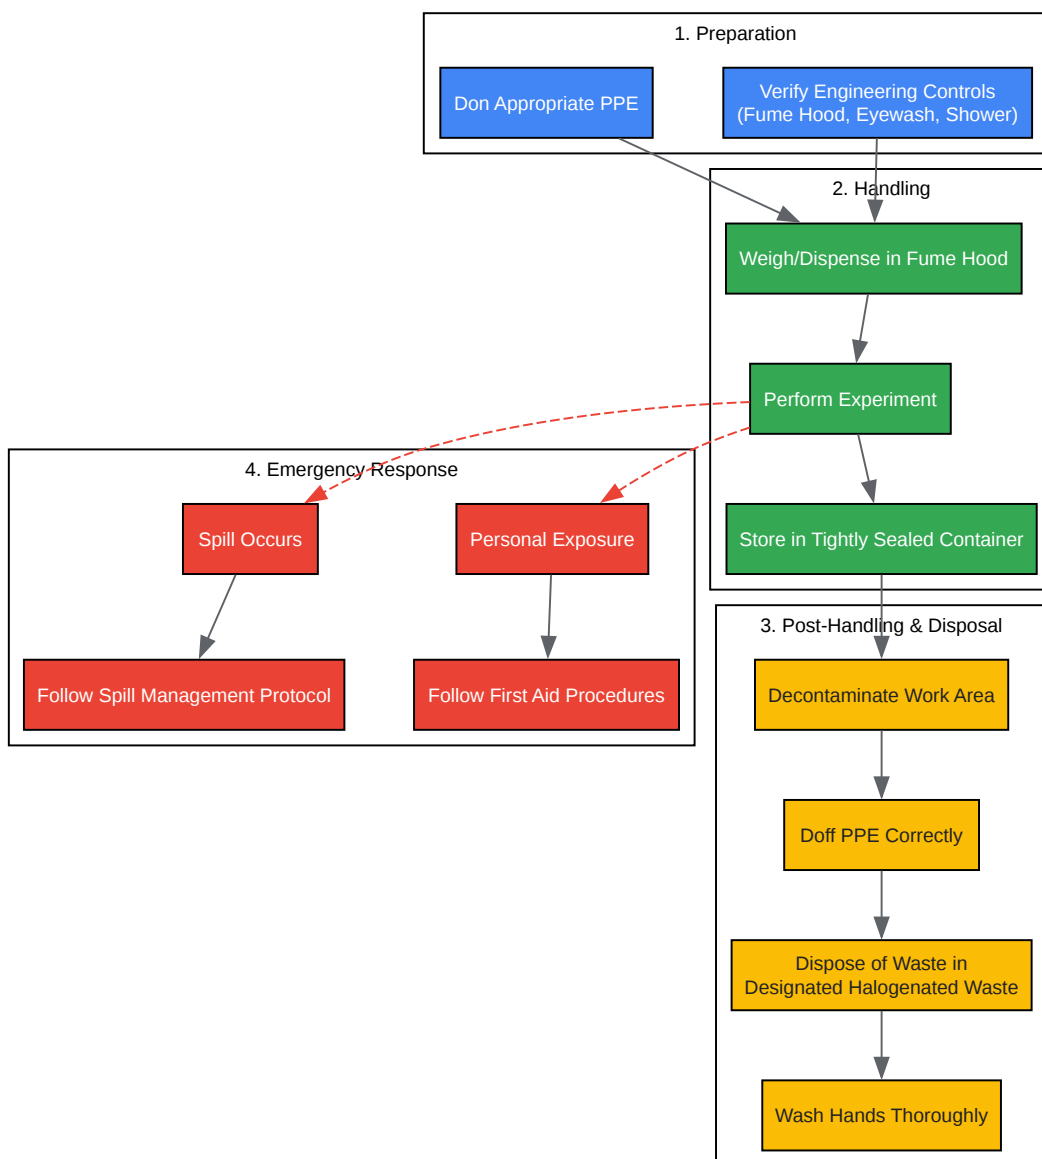 1. Preparation
Don Appropriate PPE
Verify Engineering Controls
(Fume Hood, Eyewash, Shower)
2. Handling
Weigh/Dispense in Fume Hood
Perform Experiment
Store in Tightly Sealed Container
4. Emergency Response
Spill Occurs
Personal Exposure
Follow Spill Management Protocol
Follow First Aid Procedures
3. Post-Handling & Disposal
Decontaminate Work Area
Doff PPE Correctly
Dispose of Waste in
Designated Halogenated Waste
Wash Hands Thoroughly